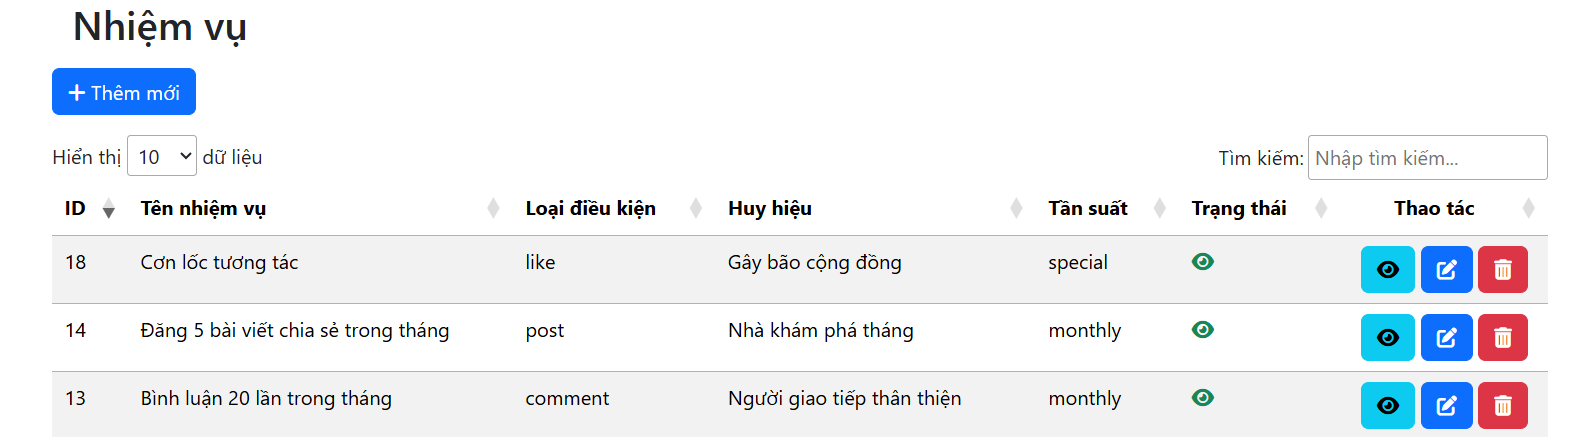 Nhiệm vụ
Thêm mới
Hiển thị 10 dữ liệu Tìm kiếm: Nhập tìm kiếm...
ID Tên nhiệm vụ Loại điều kiện Huy hiệu Tần suất Trạng thái Thao tác
18 Cơn lốc tương tác like Gây bão cộng đồng special
14 Đăng 5 bài viết chia sẻ trong tháng post Nhà khám phá tháng monthly
13 Bình luận 20 lần trong tháng comment Người giao tiếp thân thiện monthly